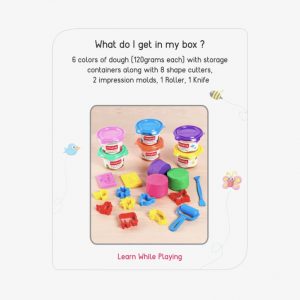 What do I get in my box ?
6 colors of dough (120grams each) with storage
containers along with 8 shape cutters,
2 impression molds, 1 Roller, 1 Knife
Learn While Playing